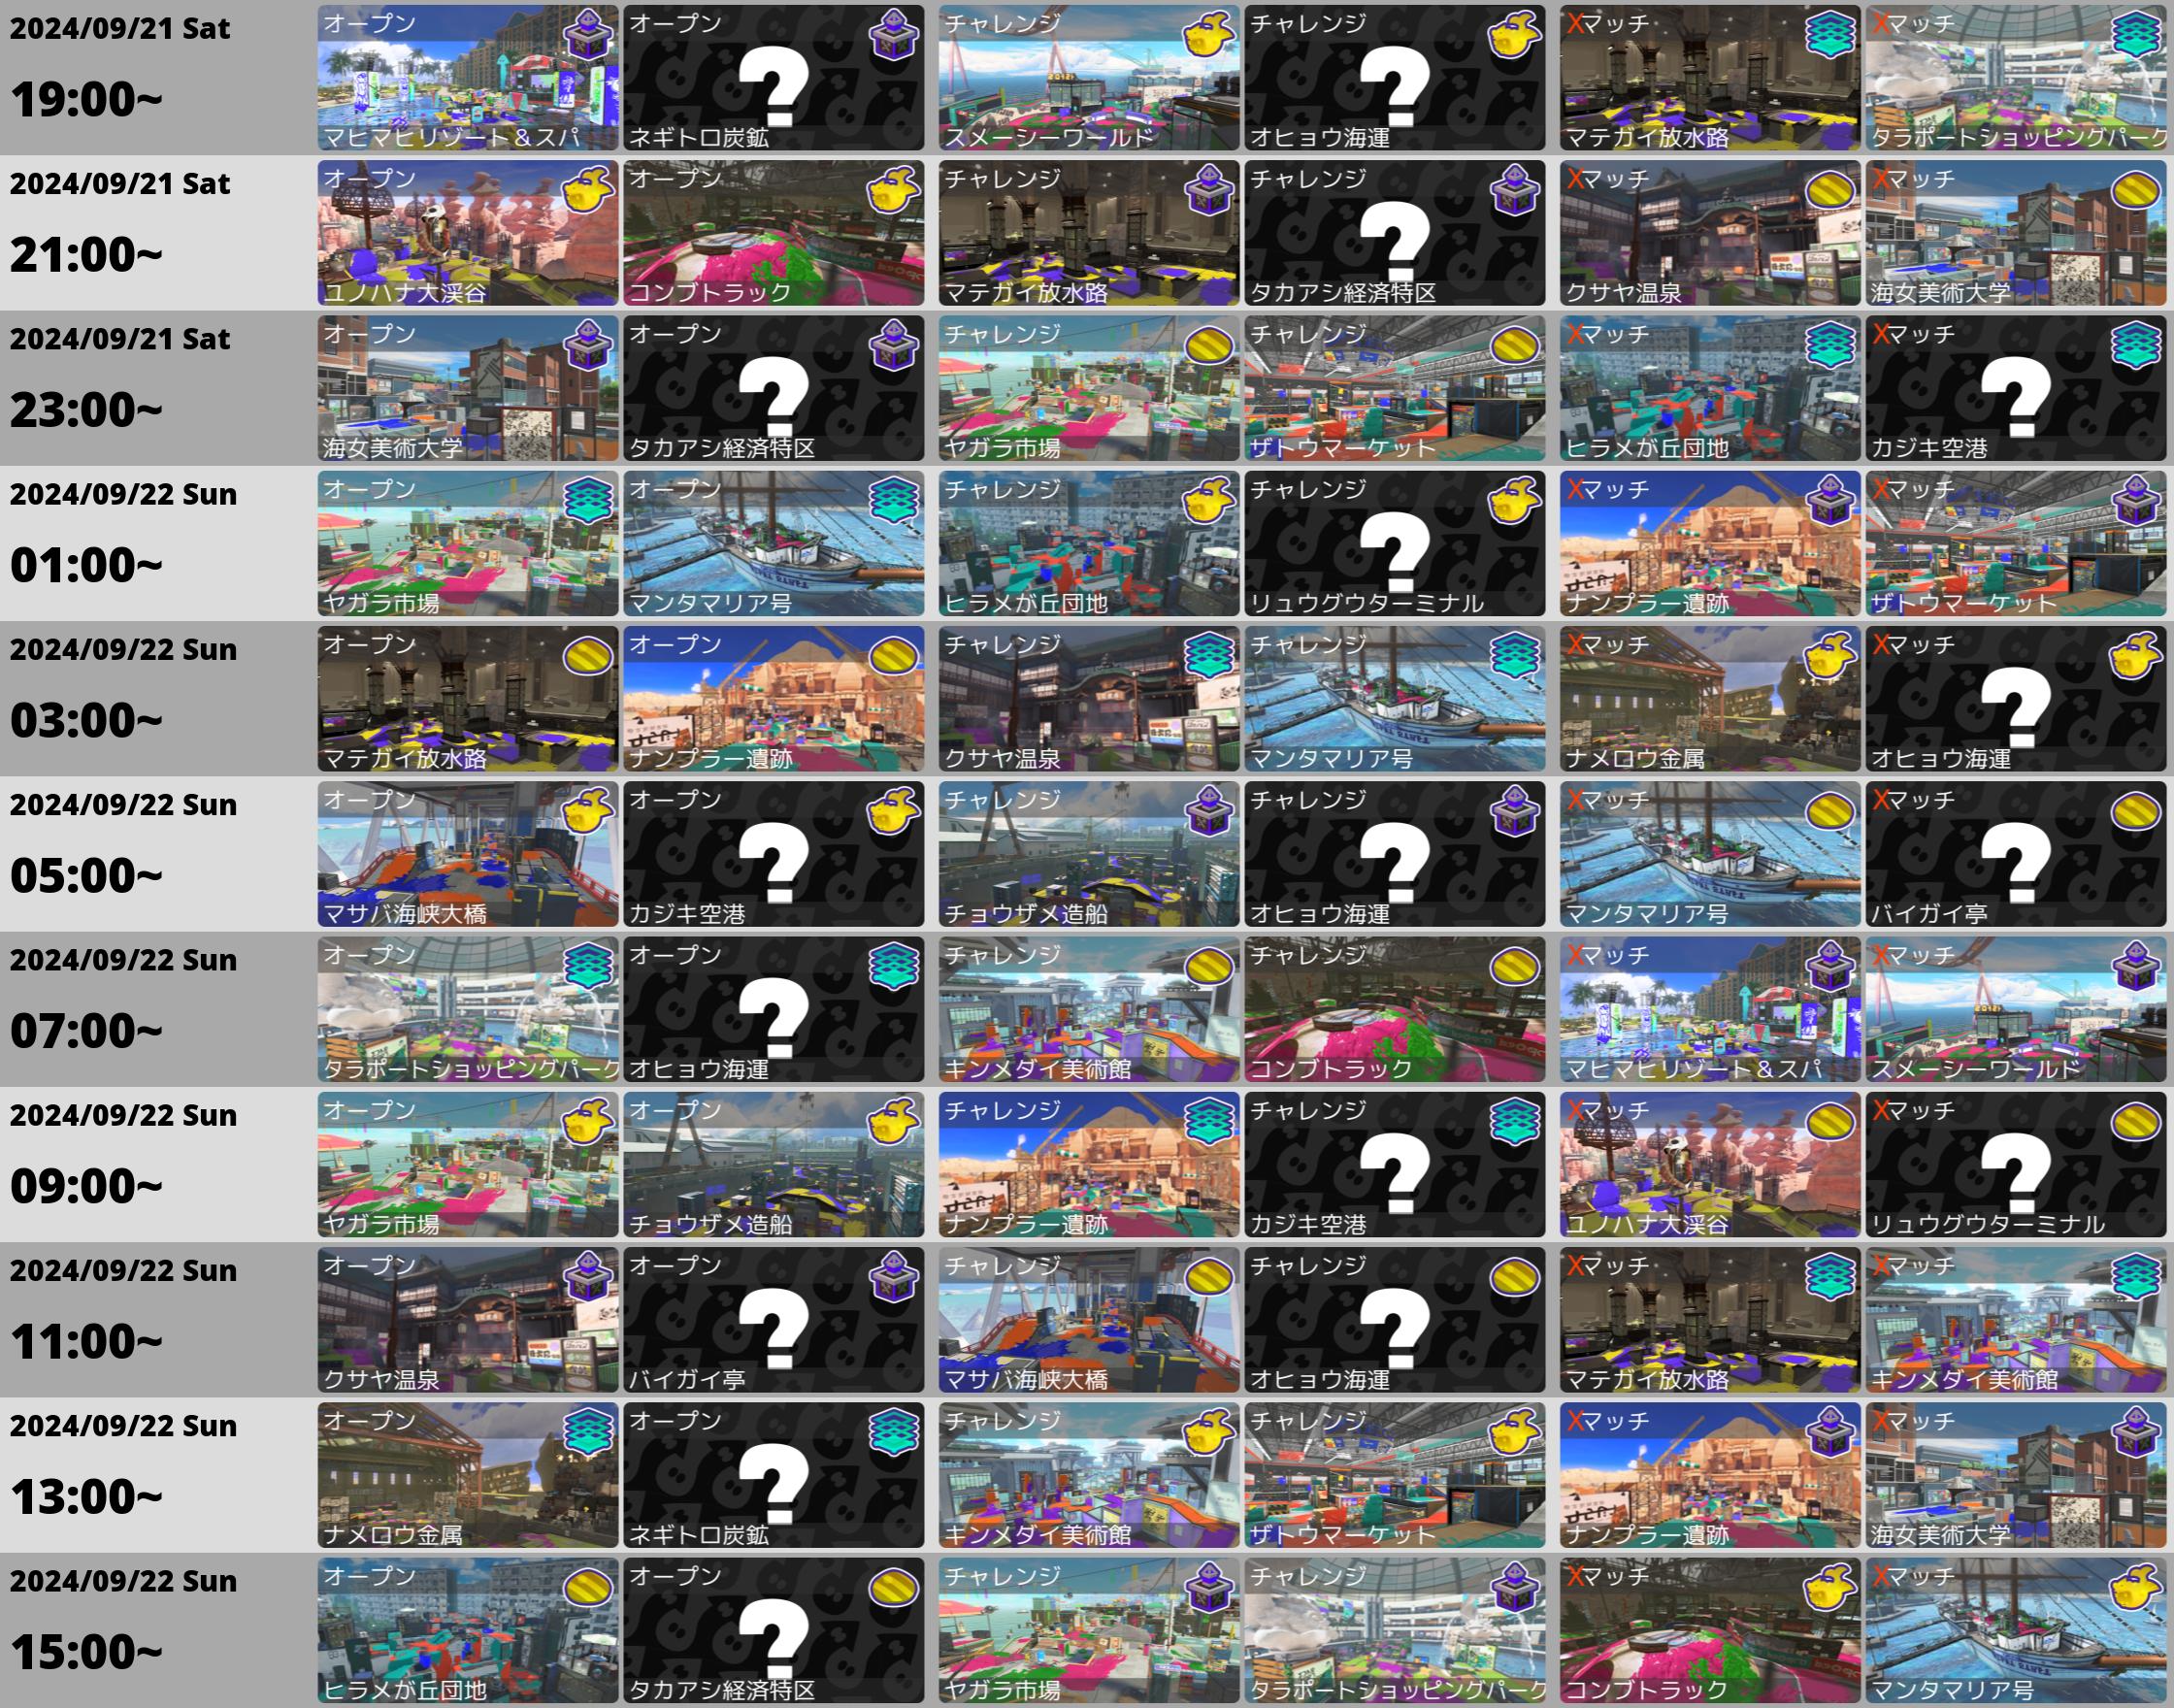 2024/09/21 Sat
19:00~
オープン
マヒマヒリゾート＆スパ
オープン
?
ネギトロ炭鉱
チャレンジ
スメーシーワールド
チャレンジ
?
オヒョウ海運
Xマッチ
マテガイ放水路
Xマッチ
タラポートショッピングパーク
2024/09/21 Sat
21:00~
オープン
ユノハナ大渓谷
オープン
コンブトラック
チャレンジ
マテガイ放水路
チャレンジ
?
タカアシ経済特区
Xマッチ
クサヤ温泉
Xマッチ
海女美術大学
2024/09/21 Sat
23:00~
オープン
海女美術大学
オープン
?
タカアシ経済特区
チャレンジ
ヤガラ市場
チャレンジ
ザトウマーケット
Xマッチ
ヒラメが丘団地
Xマッチ
?
カジキ空港
2024/09/22 Sun
01:00~
オープン
ヤガラ市場
オープン
マンタマリア号
チャレンジ
ヒラメが丘団地
チャレンジ
?
リュウグウターミナル
Xマッチ
ナンプラー遺跡
Xマッチ
ザトウマーケット
2024/09/22 Sun
03:00~
オープン
マテガイ放水路
オープン
ナンプラー遺跡
チャレンジ
クサヤ温泉
チャレンジ
マンタマリア号
Xマッチ
ナメロウ金属
Xマッチ
?
オヒョウ海運
2024/09/22 Sun
05:00~
オープン
マサバ海峡大橋
オープン
?
カジキ空港
チャレンジ
チョウザメ造船
チャレンジ
?
オヒョウ海運
Xマッチ
マンタマリア号
Xマッチ
?
バイガイ亭
2024/09/22 Sun
07:00~
オープン
タラポートショッピングパーク
オープン
?
オヒョウ海運
チャレンジ
キンメダイ美術館
チャレンジ
コンブトラック
Xマッチ
マヒマヒリゾート＆スパ
Xマッチ
スメーシーワールド
2024/09/22 Sun
09:00~
オープン
ヤガラ市場
オープン
チョウザメ造船
チャレンジ
ナンプラー遺跡
チャレンジ
?
カジキ空港
Xマッチ
ユノハナ大渓谷
Xマッチ
?
リュウグウターミナル
2024/09/22 Sun
11:00~
オープン
クサヤ温泉
オープン
?
バイガイ亭
チャレンジ
マサバ海峡大橋
チャレンジ
?
オヒョウ海運
Xマッチ
マテガイ放水路
Xマッチ
キンメダイ美術館
2024/09/22 Sun
13:00~
オープン
ナメロウ金属
オープン
?
ネギトロ炭鉱
チャレンジ
キンメダイ美術館
チャレンジ
ザトウマーケット
Xマッチ
ナンプラー遺跡
Xマッチ
海女美術大学
2024/09/22 Sun
15:00~
オープン
ヒラメが丘団地
オープン
?
タカアシ経済特区
チャレンジ
ヤガラ市場
チャレンジ
タラポートショッピングパーク
Xマッチ
コンブトラック
Xマッチ
マンタマリア号